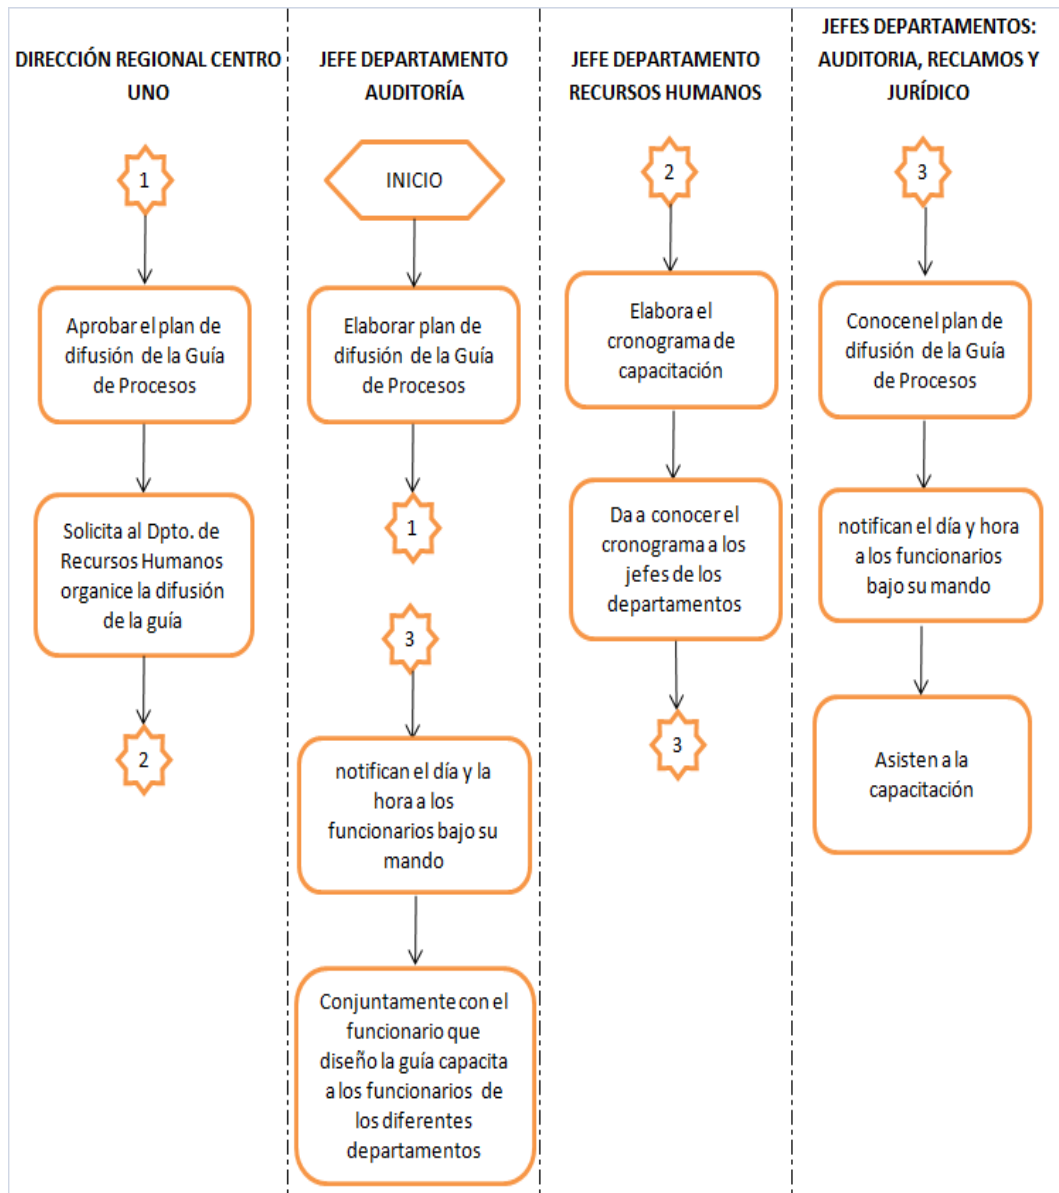 DIRECCIÓN REGIONAL CENTRO
UNO
1
Aprobar el plan de
difusión de la Guía
de Procesos
Solicita al Dpto. de
Recursos Humanos
organice la difusión
de la guía
2
JEFE DEPARTAMENTO
AUDITORÍA
INICIO
Elaborar plan de
difusión de la Guía
de Procesos
1
3
notifican el día y la
hora a los
funcionarios bajo su
mando
Conjuntamente con el
funcionario que
diseño la guía capacita
a los funcionarios de
los diferentes
departamentos
JEFE DEPARTAMENTO
RECURSOS HUMANOS
2
Elabora el
cronograma de
capacitación
Da a conocer el
cronograma a los
jefes de los
departamentos
3
JEFES DEPARTAMENTOS:
AUDITORIA, RECLAMOS Y
JURÍDICO
3
Conocenel plan de
difusión de la Guía
de Procesos
notifican el día y hora
a los funcionarios
bajo su mando
Asisten a la
capacitación